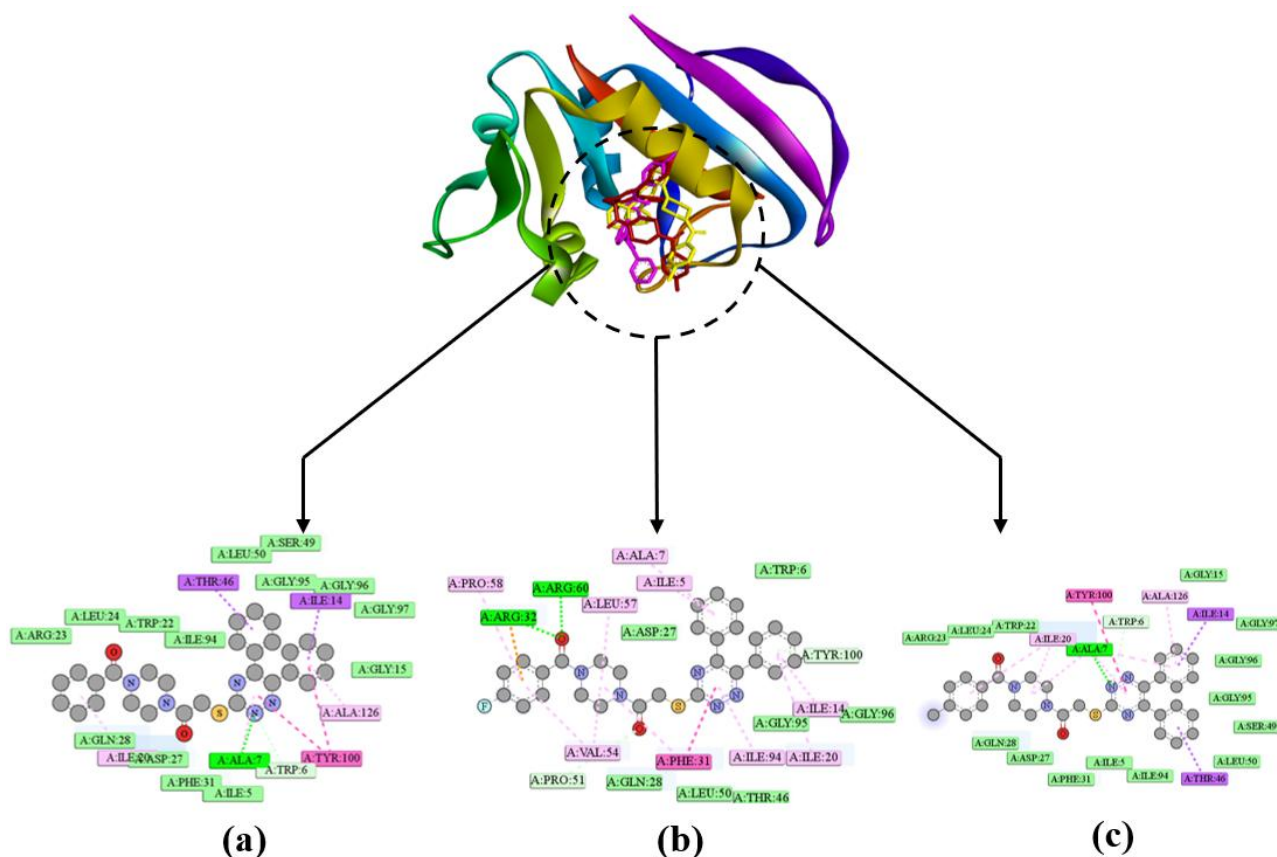 A:SER:49
A:LEU:50
A:THR:46
A:GLY:95
A:GLY:96
A:ILE:14
A:GLY:97
A:LEU:24
A:TRP:22
A:ARG:23
A:ILE:94
A:GLY:15
O
N
N
N
N
N
S
O
A:ALA:126
A:GLN:28
A:ILE:20
A:ASP:27
A:ALA:7
A:TRP:6
A:TYR:100
A:PHE:31
A:ILE:5
(a)
A:ALA:7
A:PRO:58
A:ARG:60
A:ILE:5
A:TRP:6
A:LEU:57
A:ARG:32
A:ASP:27
A:TYR:100
O
N
N
N
N
N
F
S
O
A:ILE:14
A:GLY:95
A:GLY:96
A:VAL:54
A:PHE:31
A:ILE:94
A:ILE:20
A:PRO:51
A:GLN:28
A:LEU:50
A:THR:46
(b)
A:GLY:15
A:TYR:100
A:ALA:126
A:ILE:14
A:TRP:6
A:GLY:97
A:ARG:23
A:LEU:24
A:TRP:22
A:ILE:20
A:ALA:7
A:GLY:96
O
N
N
N
N
N
S
O
A:GLY:95
A:SER:49
A:GLN:28
A:ASP:27
A:PHE:31
A:ILE:5
A:ILE:94
A:LEU:50
A:THR:46
(c)